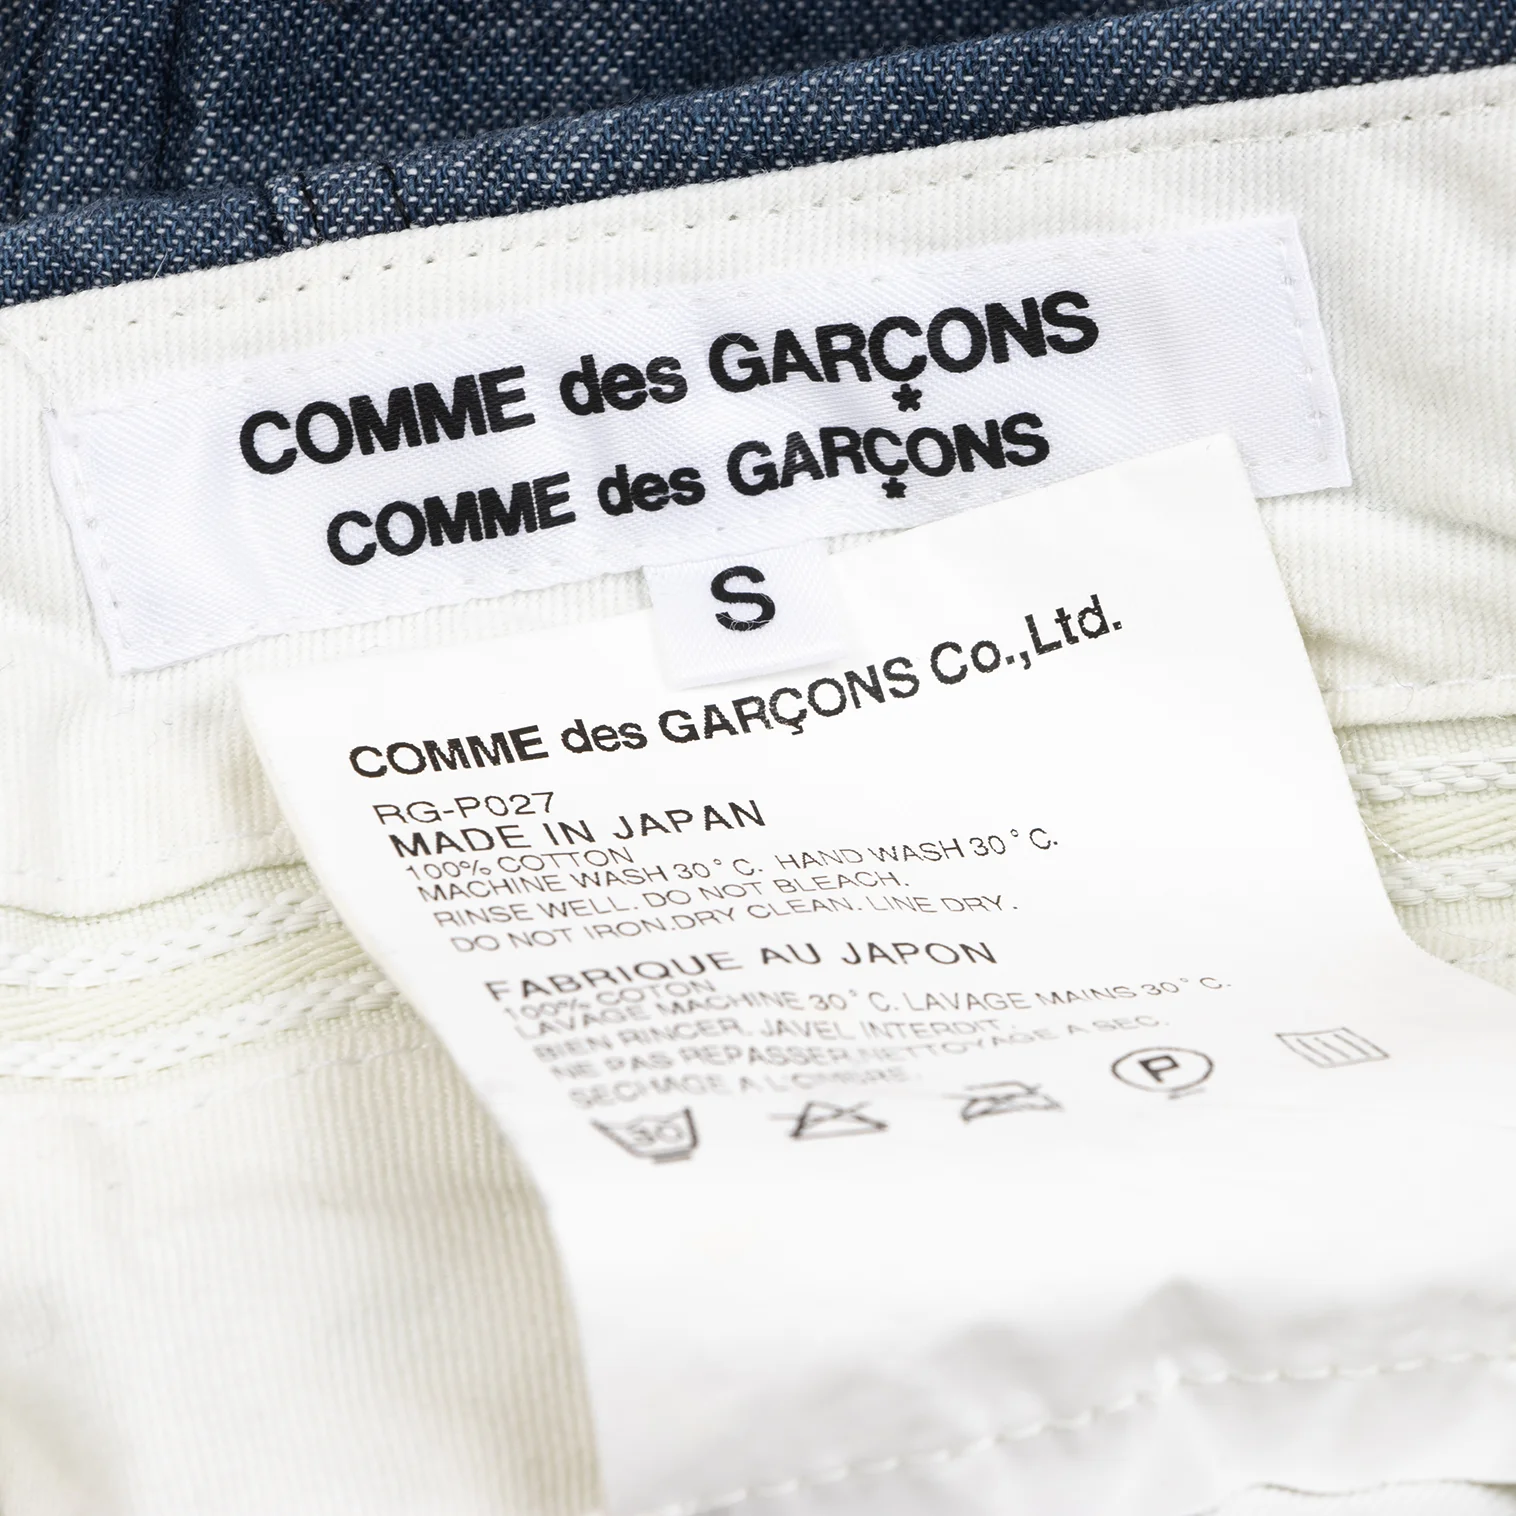 COMME des GARÇONS
*
COMME des GARÇONS
*
S
COMME des GARÇONS Co.,Ltd.
RG-P027
MADE IN JAPAN
100% COTTON
MACHINE WASH 30°C. HAND WASH 30°C.
RINSE WELL. DO NOT BLEACH.
DO NOT IRON.DRY CLEAN. LINE DRY.
FABRIQUE AU JAPON
100% COTON
LAVAGE MACHINE 30°C. LAVAGE MAINS 30°C.
BIEN RINCER. JAVEL INTERDIT.
NE PAS REPASSER.NETTOYAGE A SEC.
SECHAGE A L'OMBRE.
30
P